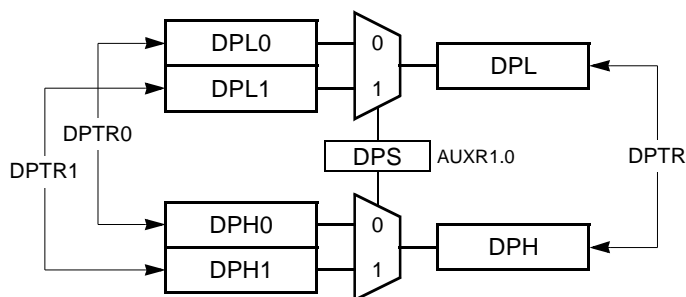 DPL0
0
DPL
DPL1
1
DPTR0
DPS
AUXR1.0
DPTR
DPTR1
DPH0
0
DPH
DPH1
1